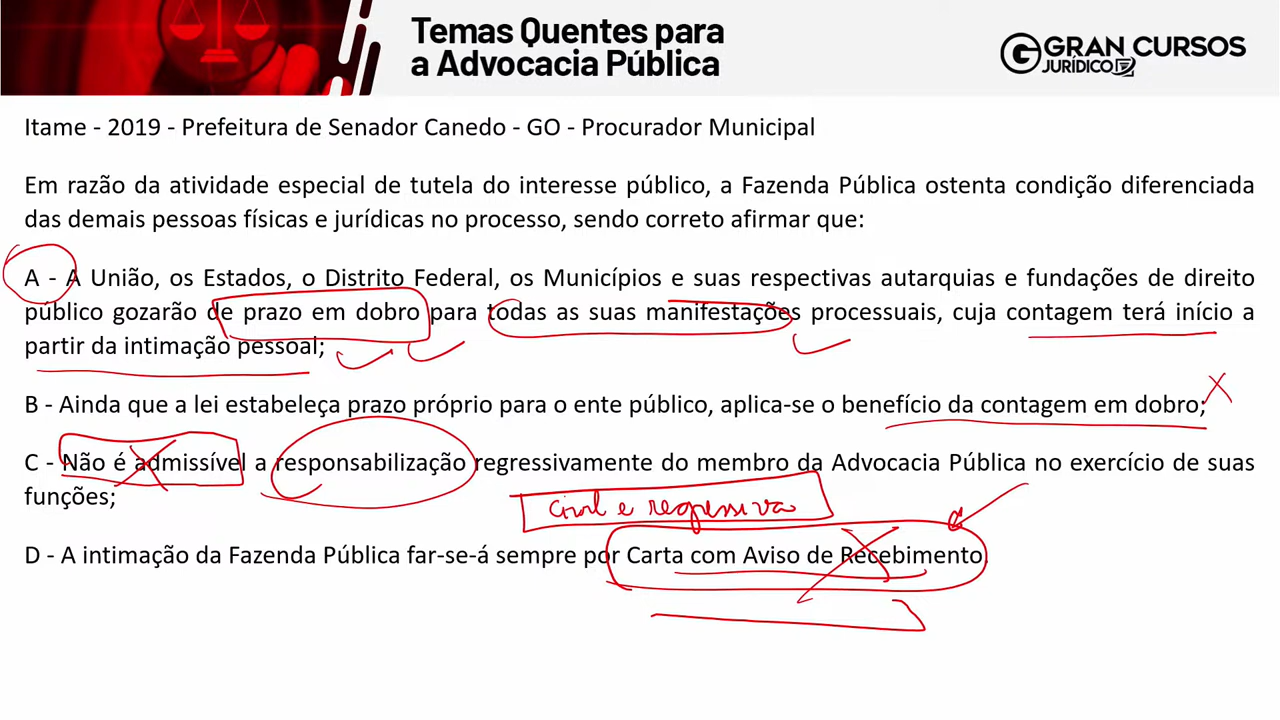 Temas Quentes para
a Advocacia Pública
GRAN CURSOS
JURÍDICO
Itame - 2019 - Prefeitura de Senador Canedo - GO - Procurador Municipal
Em razão da atividade especial de tutela do interesse público, a Fazenda Pública ostenta condição diferenciada
das demais pessoas físicas e jurídicas no processo, sendo correto afirmar que:
A - A União, os Estados, o Distrito Federal, os Municípios e suas respectivas autarquias e fundações de direito
público gozarão de prazo em dobro para todas as suas manifestações processuais, cuja contagem terá início a
partir da intimação pessoal;
B - Ainda que a lei estabeleça prazo próprio para o ente público, aplica-se o benefício da contagem em dobro;
C - Não é admissível a responsabilização regressivamente do membro da Advocacia Pública no exercício de suas
funções;
civil e regressiva
D - A intimação da Fazenda Pública far-se-á sempre por Carta com Aviso de Recebimento.